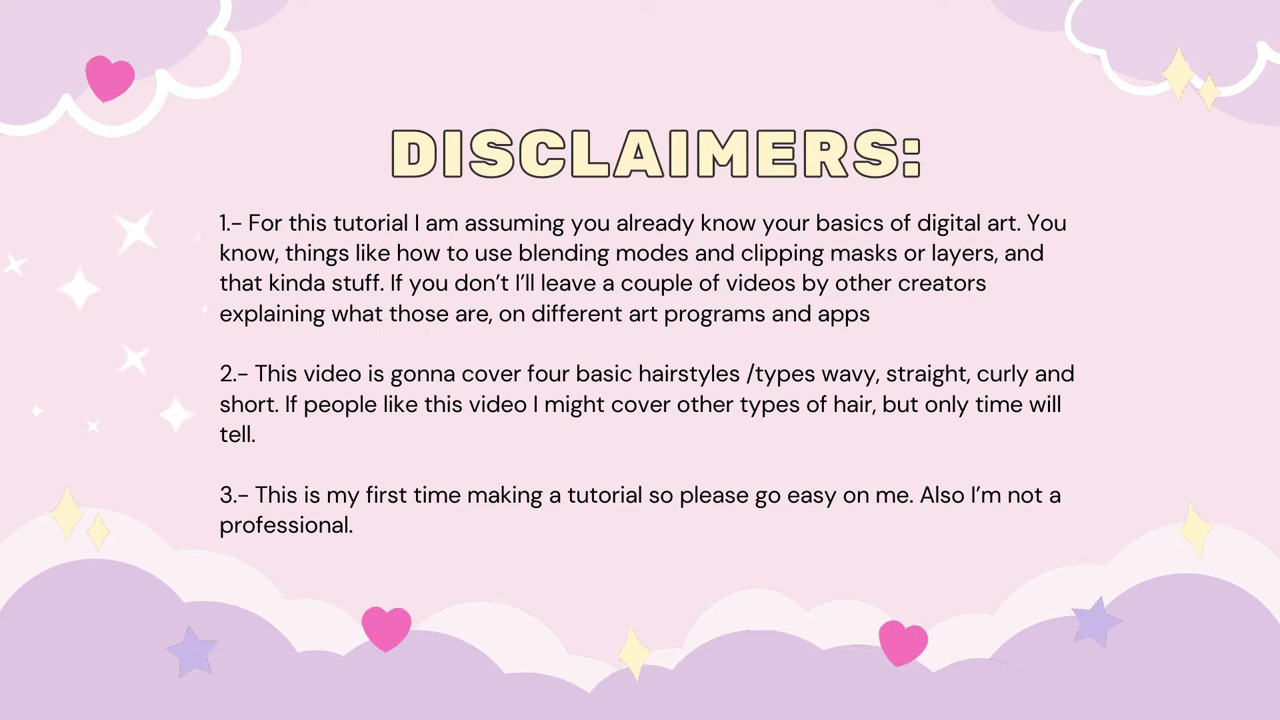 DISCLAIMERS:
1.- For this tutorial I am assuming you already know your basics of digital art. You
know, things like how to use blending modes and clipping masks or layers, and
that kinda stuff. If you don’t I’ll leave a couple of videos by other creators
explaining what those are, on different art programs and apps
2.- This video is gonna cover four basic hairstyles /types wavy, straight, curly and
short. If people like this video I might cover other types of hair, but only time will
tell.
3.- This is my first time making a tutorial so please go easy on me. Also I’m not a
professional.